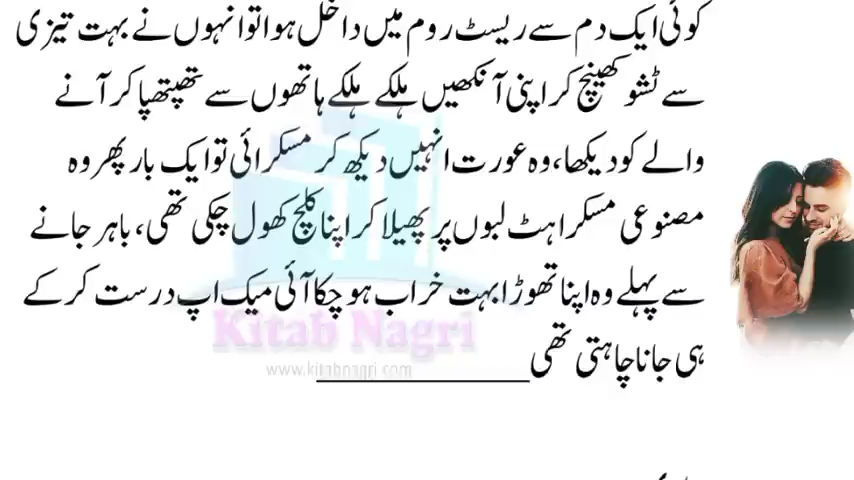 کوئی ایک دم سے ریسٹ روم میں داخل ہوا تو انہوں نے بہت تیزی
سے ٹشو کھینچ کر اپنی آنکھیں ہلکے ہلکے ہاتھوں سے تھپتھپا کر آنے
والے کو دیکھا، وہ عورت انہیں دیکھ کر مسکرائی تو ایک بار پھر وہ
مصنوعی مسکراہٹ لبوں پر پھیلا کر اپنا کلچ کھول چکی تھی، باہر جانے
سے پہلے وہ اپنا تھوڑا بہت خراب ہو چکا آئی میک اپ درست کر کے
Kitab Nagri
ہی جانا چاہتی تھی
www.kitabnagri.com